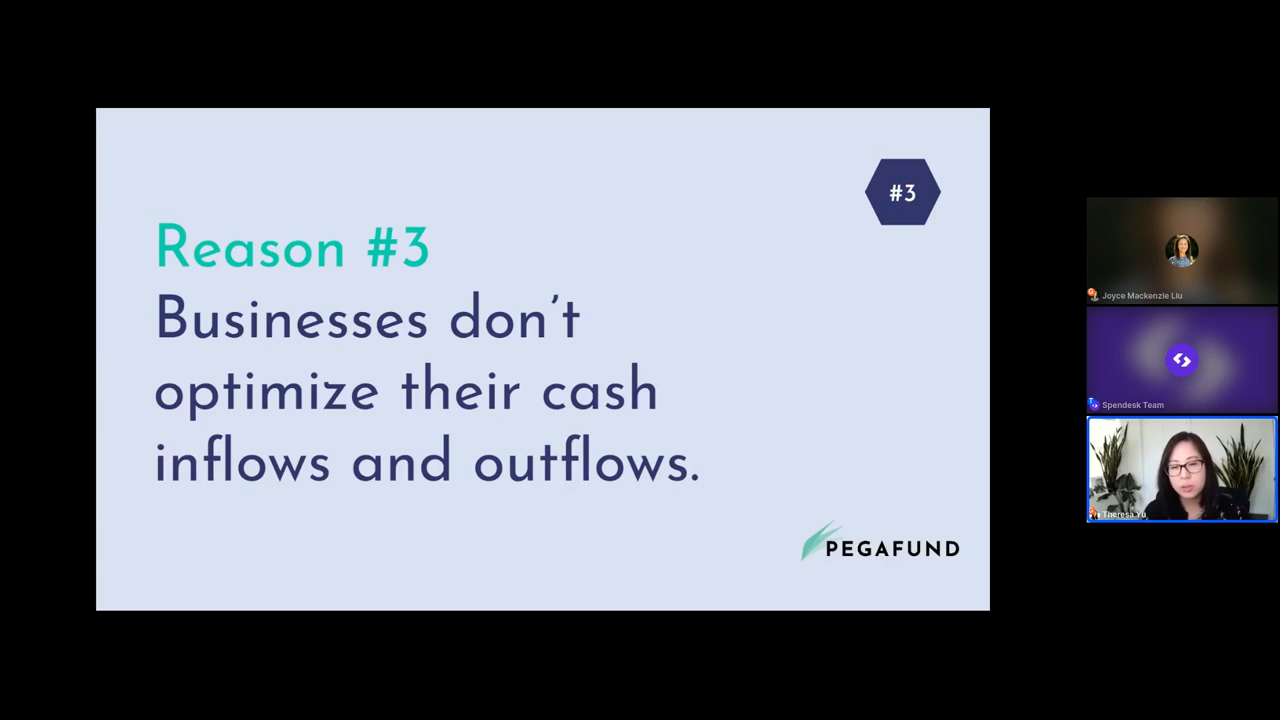 #3
Reason #3
Businesses don’t
optimize their cash
inflows and outflows.
PEGAFUND
Joyce Mackenzie Liu
Spendesk Team
Theresa Yu